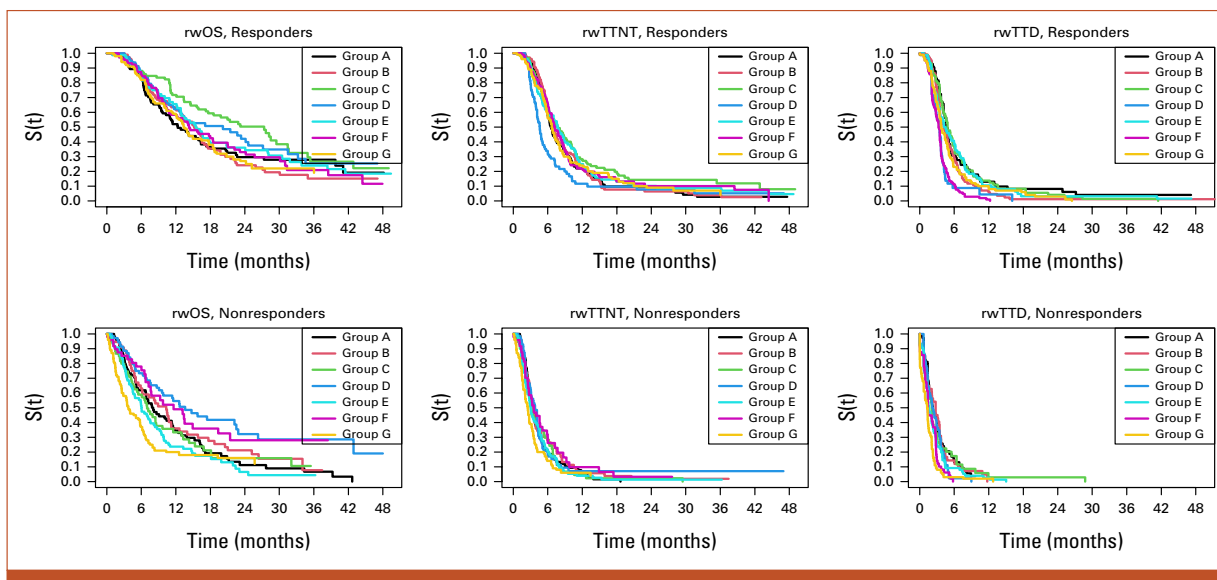 rwOS, Responders
S(t)
1.0
0.9
0.8
0.7
0.6
0.5
0.4
0.3
0.2
0.1
0.0
0 6 12 18 24 30 36 42 48
Time (months)
Group A
Group B
Group C
Group D
Group E
Group F
Group G
rwTTNT, Responders
S(t)
1.0
0.9
0.8
0.7
0.6
0.5
0.4
0.3
0.2
0.1
0.0
0 6 12 18 24 30 36 42 48
Time (months)
Group A
Group B
Group C
Group D
Group E
Group F
Group G
rwTTD, Responders
S(t)
1.0
0.9
0.8
0.7
0.6
0.5
0.4
0.3
0.2
0.1
0.0
0 6 12 18 24 30 36 42 48
Time (months)
Group A
Group B
Group C
Group D
Group E
Group F
Group G
rwOS, Nonresponders
S(t)
1.0
0.9
0.8
0.7
0.6
0.5
0.4
0.3
0.2
0.1
0.0
0 6 12 18 24 30 36 42 48
Time (months)
Group A
Group B
Group C
Group D
Group E
Group F
Group G
rwTTNT, Nonresponders
S(t)
1.0
0.9
0.8
0.7
0.6
0.5
0.4
0.3
0.2
0.1
0.0
0 6 12 18 24 30 36 42 48
Time (months)
Group A
Group B
Group C
Group D
Group E
Group F
Group G
rwTTD, Nonresponders
S(t)
1.0
0.9
0.8
0.7
0.6
0.5
0.4
0.3
0.2
0.1
0.0
0 6 12 18 24 30 36 42 48
Time (months)
Group A
Group B
Group C
Group D
Group E
Group F
Group G